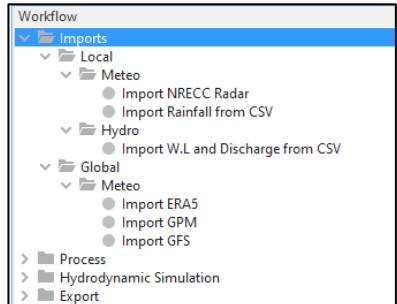 Workflow
Imports
Local
Meteo
Import NRECC Radar
Import Rainfall from CSV
Hydro
Import W.L and Discharge from CSV
Global
Meteo
Import ERA5
Import GPM
Import GFS
Process
Hydrodynamic Simulation
Export